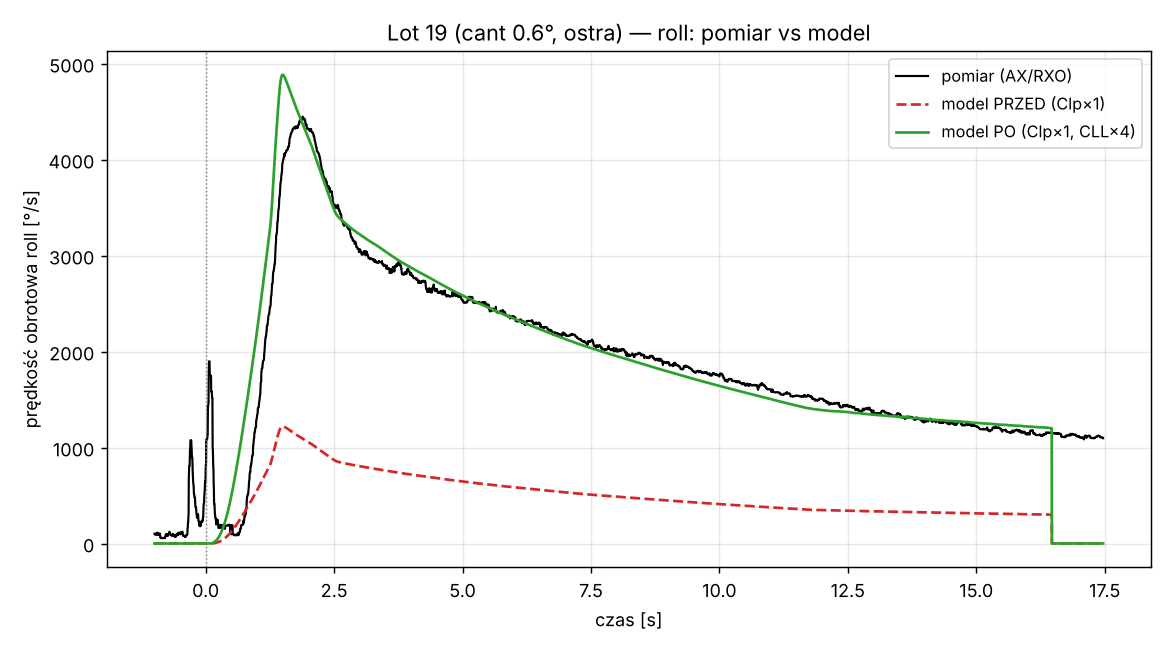 Lot 19 (cant 0.6°, ostra) — roll: pomiar vs model
pomiar (AX/RXO)
model PRZED (Clp×1)
model PO (Clp×1, CLL×4)
prędkość obrotowa roll [°/s]
5000
4000
3000
2000
1000
0
0.0 2.5 5.0 7.5 10.0 12.5 15.0 17.5
czas [s]